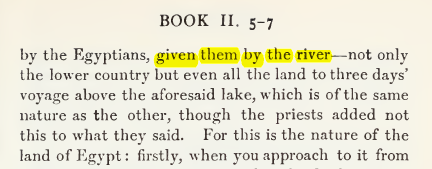 BOOK II. 5-7
by the Egyptians, given them by the river—not only
the lower country but even all the land to three days'
voyage above the aforesaid lake, which is of the same
nature as the other, though the priests added not
this to what they said. For this is the nature of the
land of Egypt: firstly, when you approach to it from